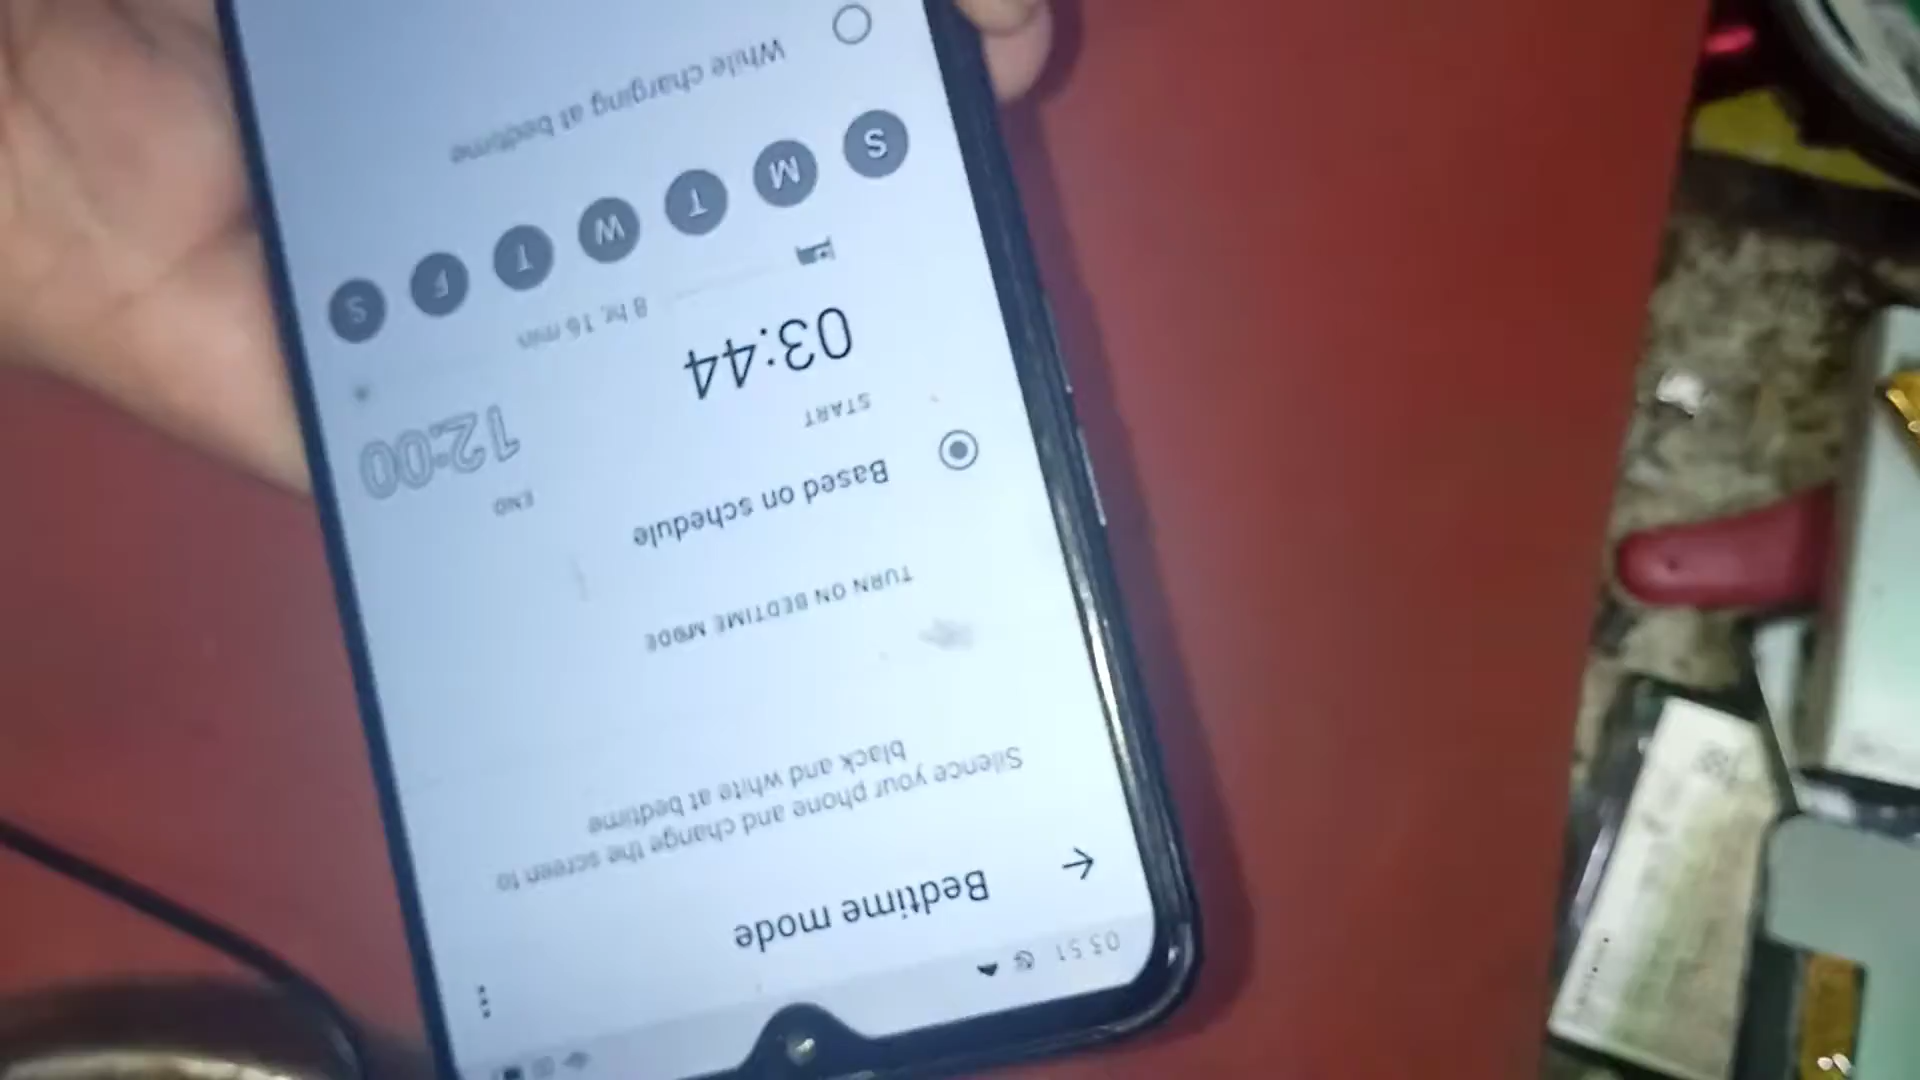 03:51
Bedtime mode
Silence your phone and change the screen to
black and white at bedtime
TURN ON BEDTIME MODE
Based on schedule
START
END
03:44
12:00
8 hr, 16 min
S M T W T F S
While charging at bedtime